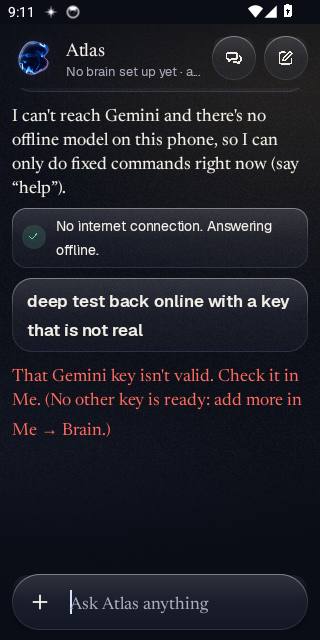 9:11
Atlas
No brain set up yet · a...
I can't reach Gemini and there's no
offline model on this phone, so I can
only do fixed commands right now (say
“help”).
No internet connection. Answering
offline.
deep test back online with a key
that is not real
That Gemini key isn't valid. Check it in
Me. (No other key is ready: add more in
Me → Brain.)
Ask Atlas anything